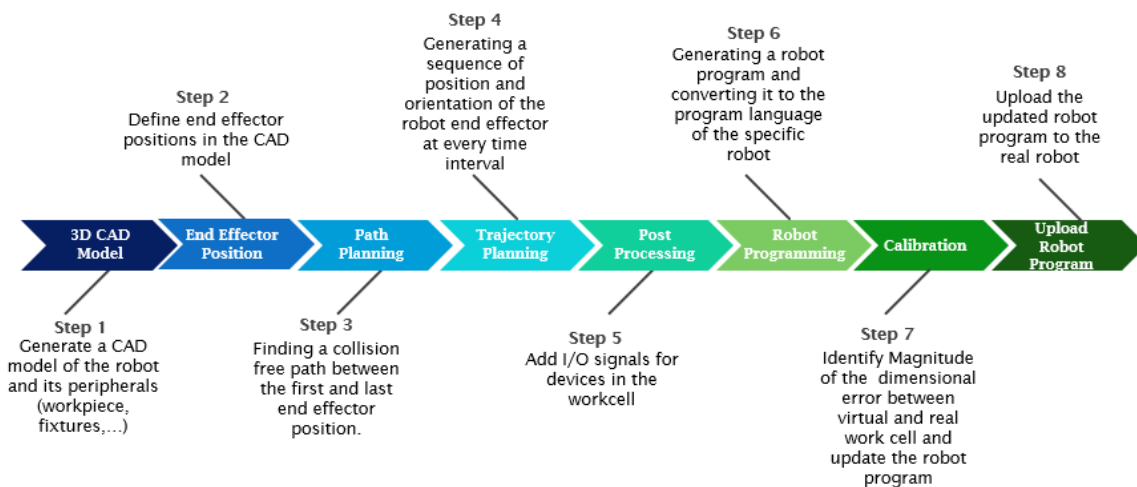 Step 4
Generating a
sequence of
position and
orientation of the
robot end effector
at every time
interval
Step 6
Generating a robot
program and
converting it to the
program language
of the specific
robot
Step 8
Upload the
updated robot
program to the
real robot
Step 2
Define end effector
positions in the CAD
model
3D CAD
Model
End Effector
Position
Path
Planning
Trajectory
Planning
Post
Processing
Robot
Programming
Calibration
Upload
Robot
Program
Step 1
Generate a CAD
model of the robot
and its peripherals
(workpiece,
fixtures,...)
Step 3
Finding a collision
free path between
the first and last
end effector
position.
Step 5
Add I/O signals for
devices in the
workcell
Step 7
Identify Magnitude
of the dimensional
error between
virtual and real
work cell and
update the robot
program